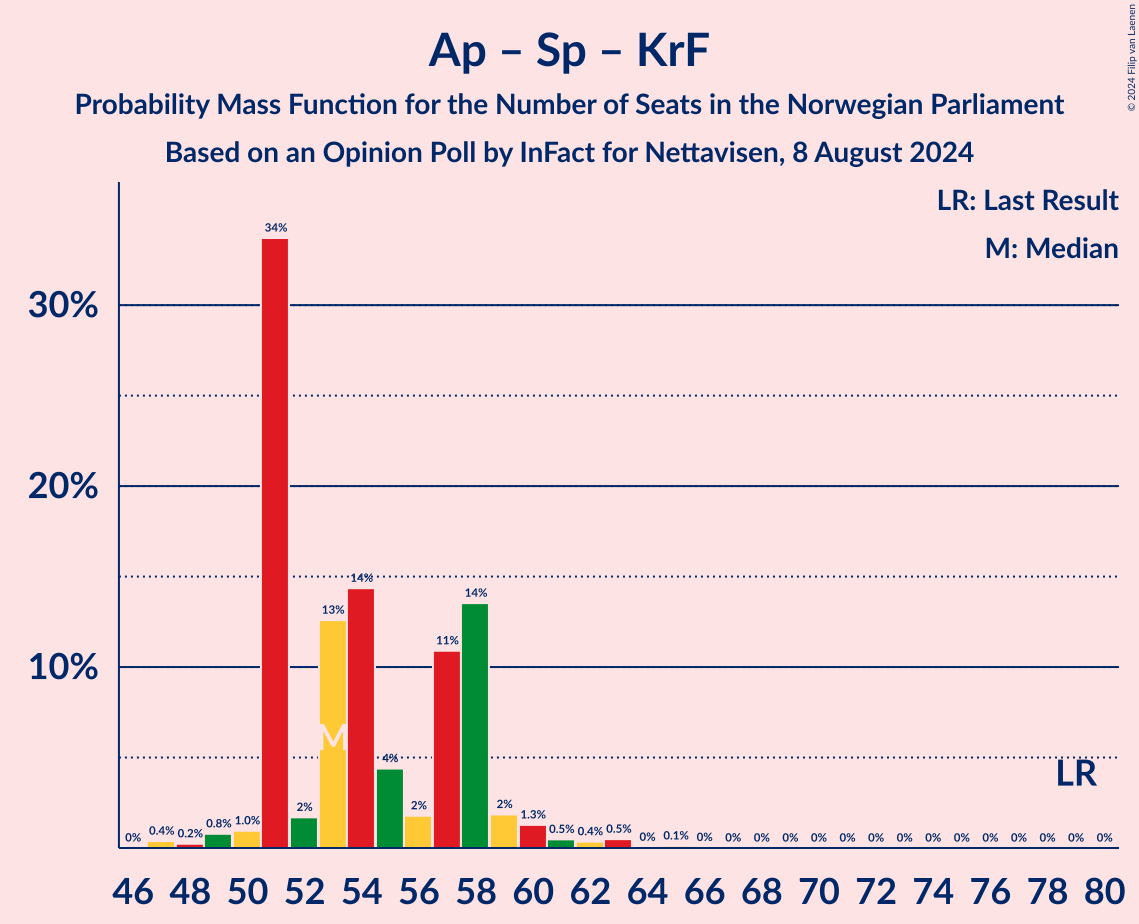 Ap – Sp – KrF
Probability Mass Function for the Number of Seats in the Norwegian Parliament
Based on an Opinion Poll by InFact for Nettavisen, 8 August 2024
© 2024 Filip van Laenen
LR: Last Result
M: Median
30%
20%
10%
0% 0.4% 0.2% 0.8% 1.0% 34% 2% 13% 14% 4% 2% 11% 14% 2% 1.3% 0.5% 0.4% 0.5% 0% 0.1% 0% 0% 0% 0% 0% 0% 0% 0% 0% 0% 0% 0% 0% 0% 0%
M
LR
46 48 50 52 54 56 58 60 62 64 66 68 70 72 74 76 78 80